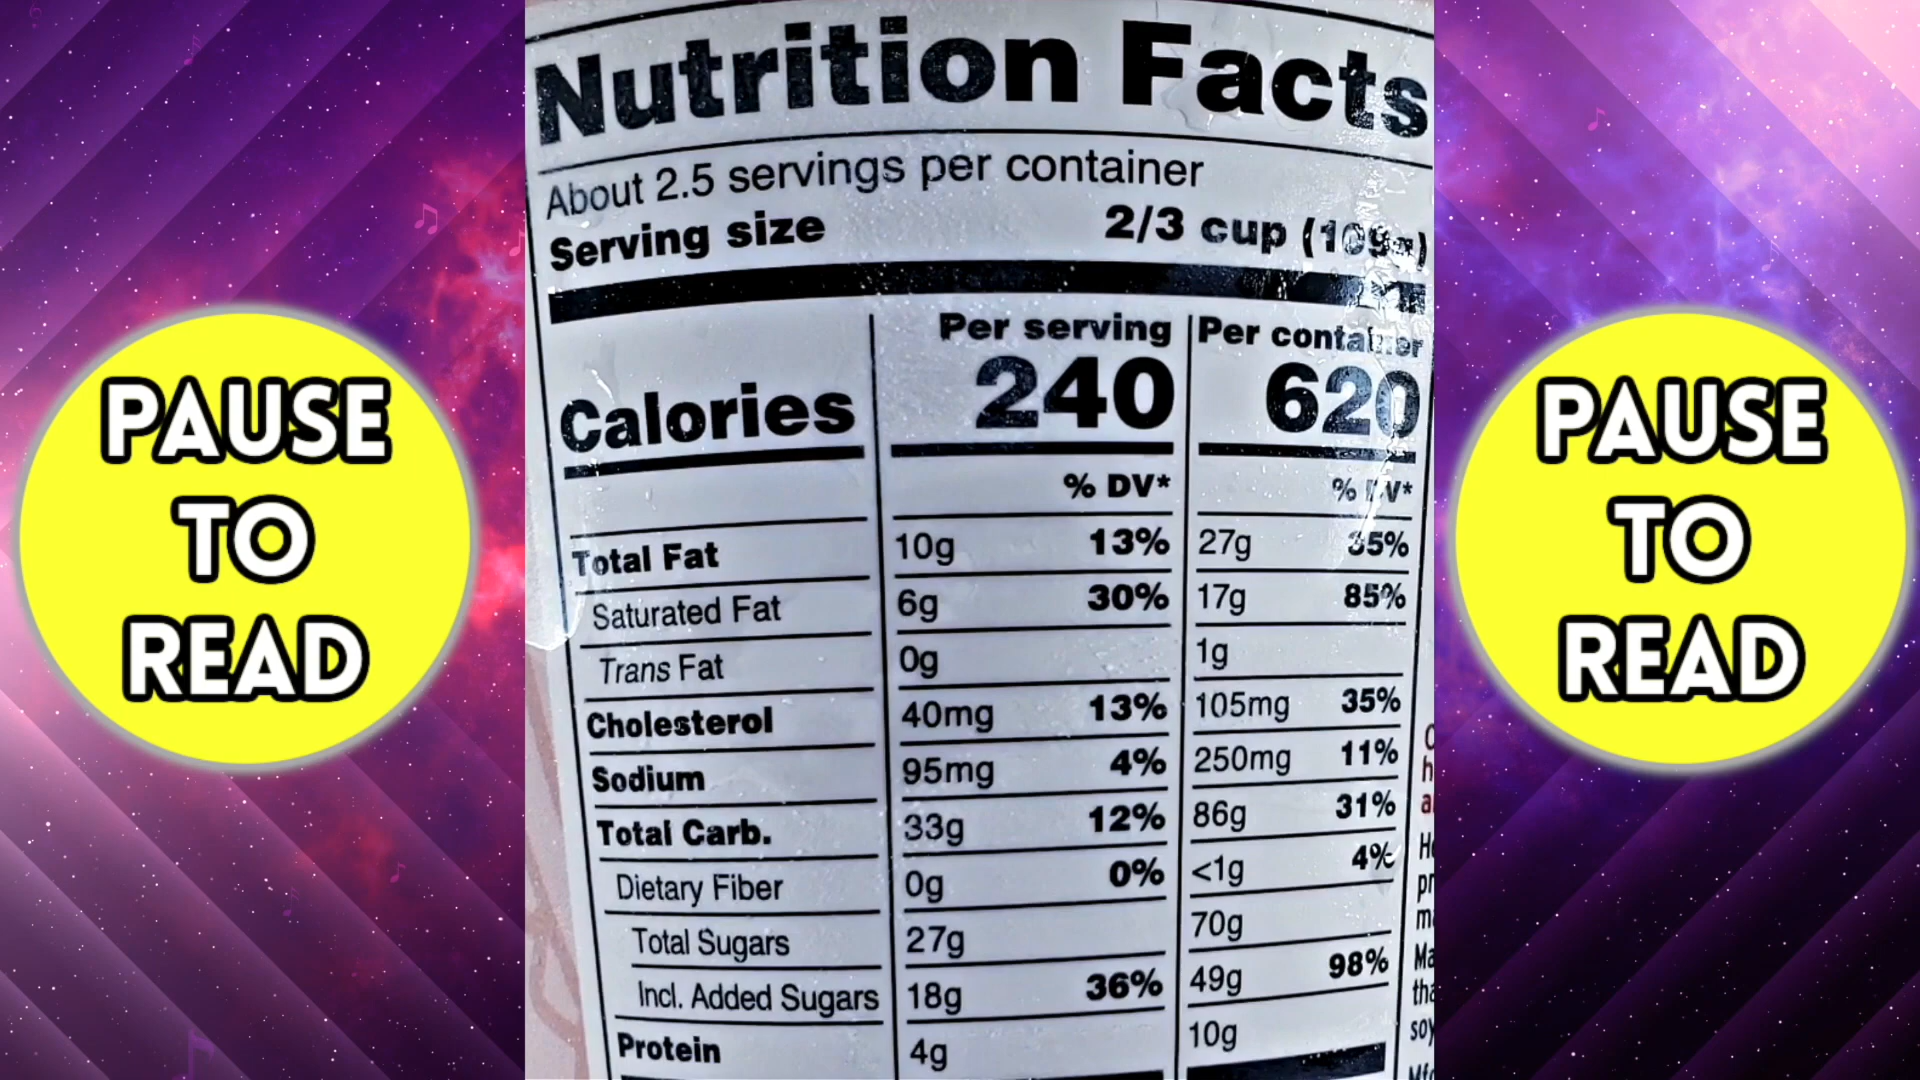 Nutrition Facts
About 2.5 servings per container
Serving size 2/3 cup
Per serving Per container
Calories 240 620
% DV* % DV*
Total Fat 10g 13% 27g 35%
Saturated Fat 6g 30% 17g 85%
Trans Fat 0g 1g
Cholesterol 40mg 13% 105mg 35%
Sodium 95mg 4% 250mg 11%
Total Carb. 33g 12% 86g 31%
Dietary Fiber 0g 0% <1g 4%
Total Sugars 27g 70g
Incl. Added Sugars 18g 36% 49g 98%
Protein 4g 10g
PAUSE
TO
READ
PAUSE
TO
READ